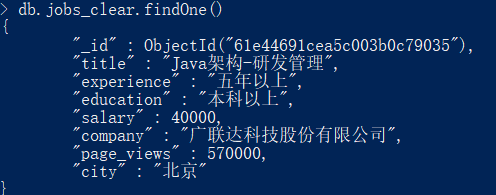 > db.jobs_clear.findOne()
{
"_id" : ObjectId("61e44691cea5c003b0c79035"),
"title" : "Java架构-研发管理",
"experience" : "五年以上",
"education" : "本科以上",
"salary" : 40000,
"company" : "广联达科技股份有限公司",
"page_views" : 570000,
"city" : "北京"
}